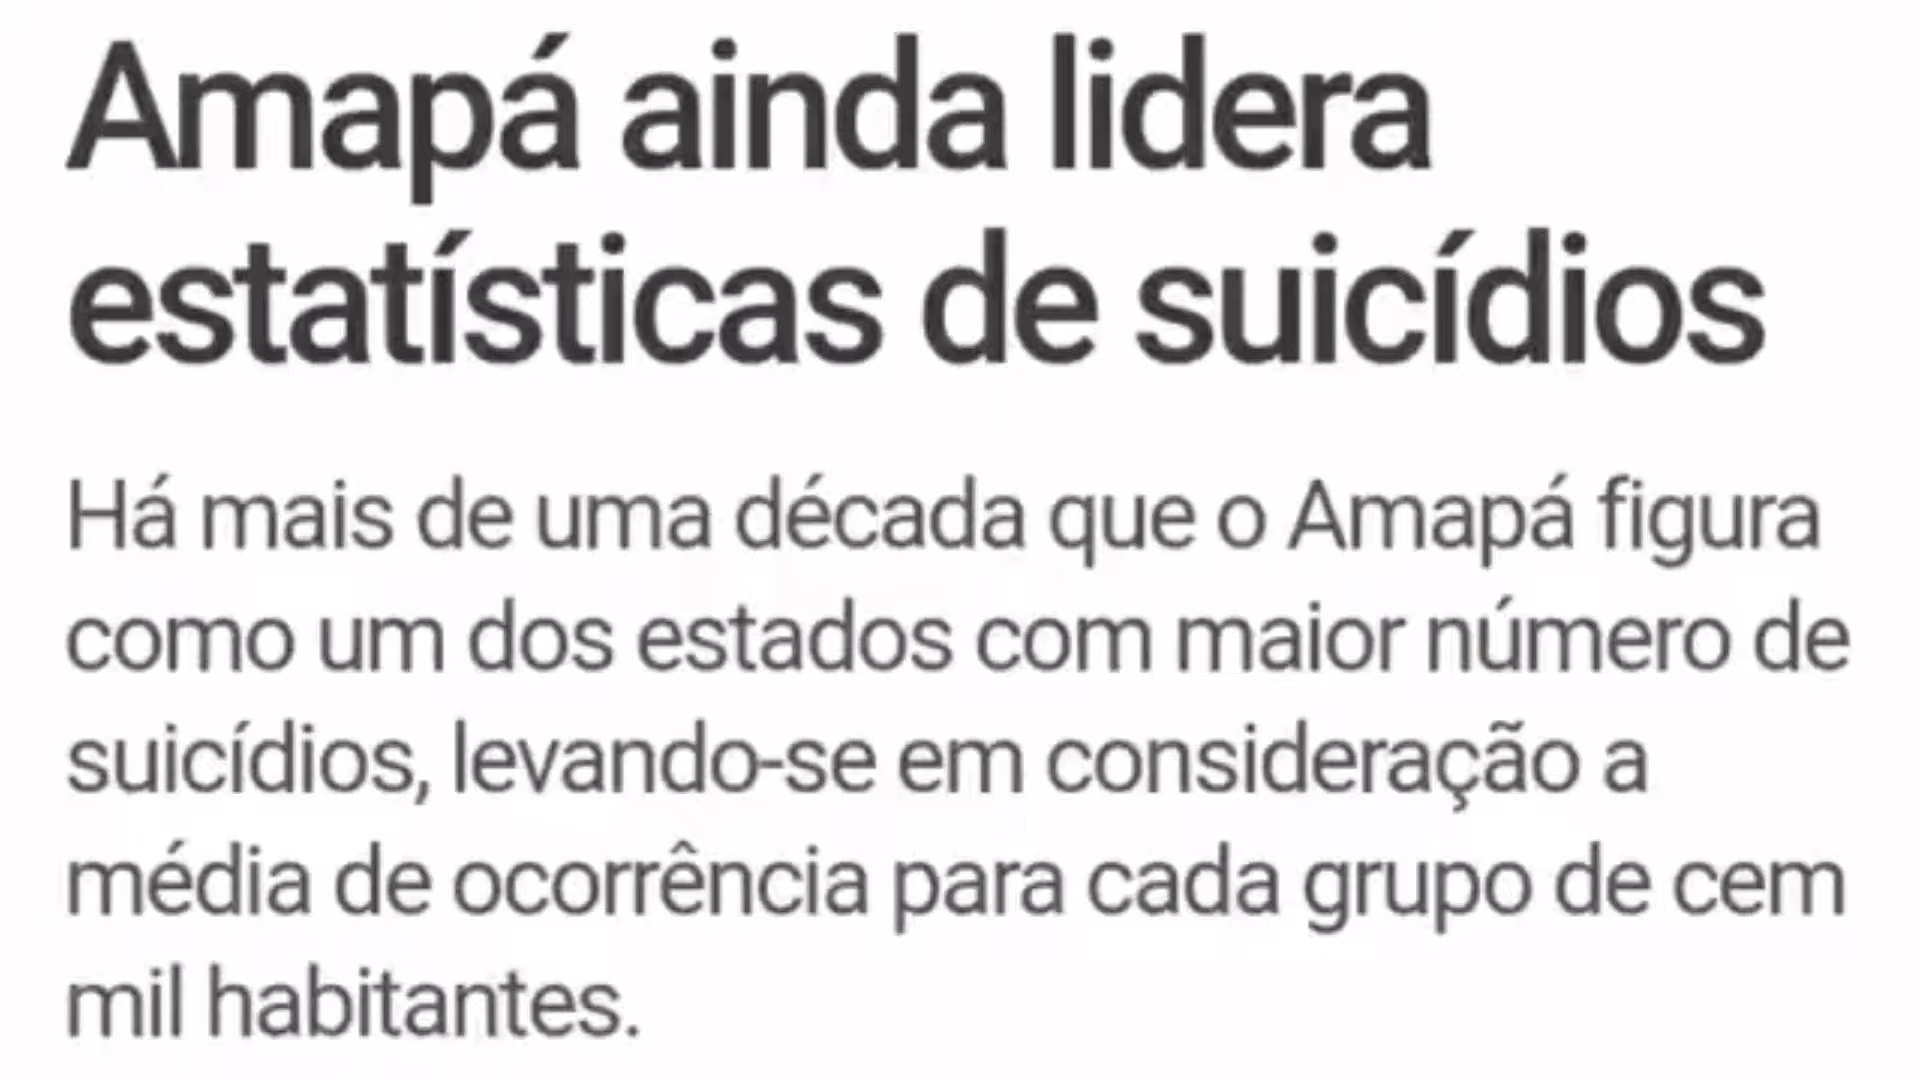 Amapá ainda lidera
estatísticas de suicídios
Há mais de uma década que o Amapá figura
como um dos estados com maior número de
suicídios, levando-se em consideração a
média de ocorrência para cada grupo de cem
mil habitantes.